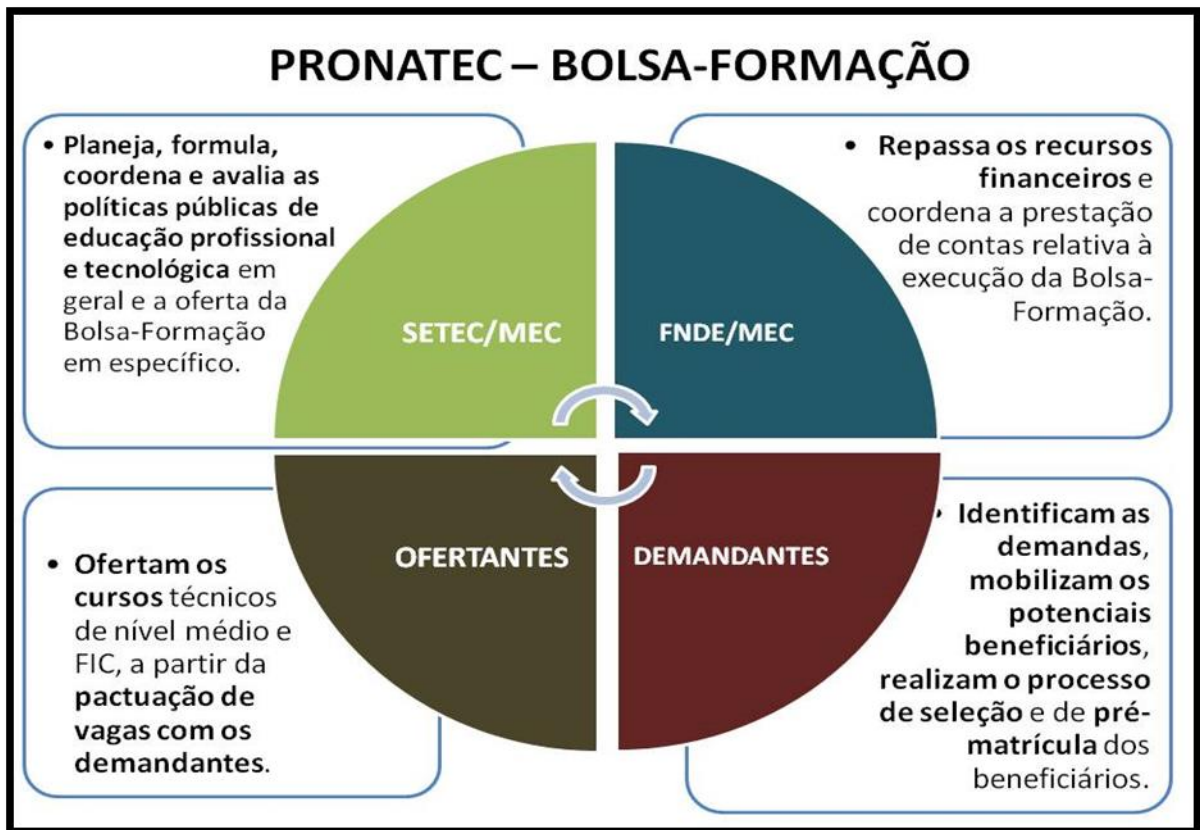 PRONATEC – BOLSA-FORMAÇÃO
• Planeja, formula,
coordena e avalia as
políticas públicas de
educação profissional
e tecnológica em
geral e a oferta da
Bolsa-Formação
em específico.
SETEC/MEC
FNDE/MEC
• Repassa os recursos
financeiros e
coordena a prestação
de contas relativa à
execução da Bolsa-
Formação.
• Ofertam os
cursos técnicos
de nível médio e
FIC, a partir da
pactuação de
vagas com os
demandantes.
OFERTANTES
DEMANDANTES
• Identificam as
demandas,
mobilizam os
potenciais
beneficiários,
realizam o processo
de seleção e de pré-
matrícula dos
beneficiários.